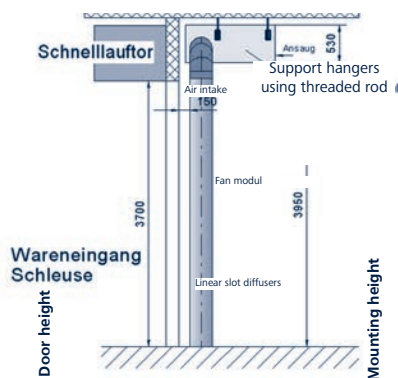 Schnelllauftor
Ansaug
530
Support hangers
using threaded rod
Air intake
150
Fan modul
3700
3950
Wareneingang
Schleuse
Linear slot diffusers
Door height
Mounting height